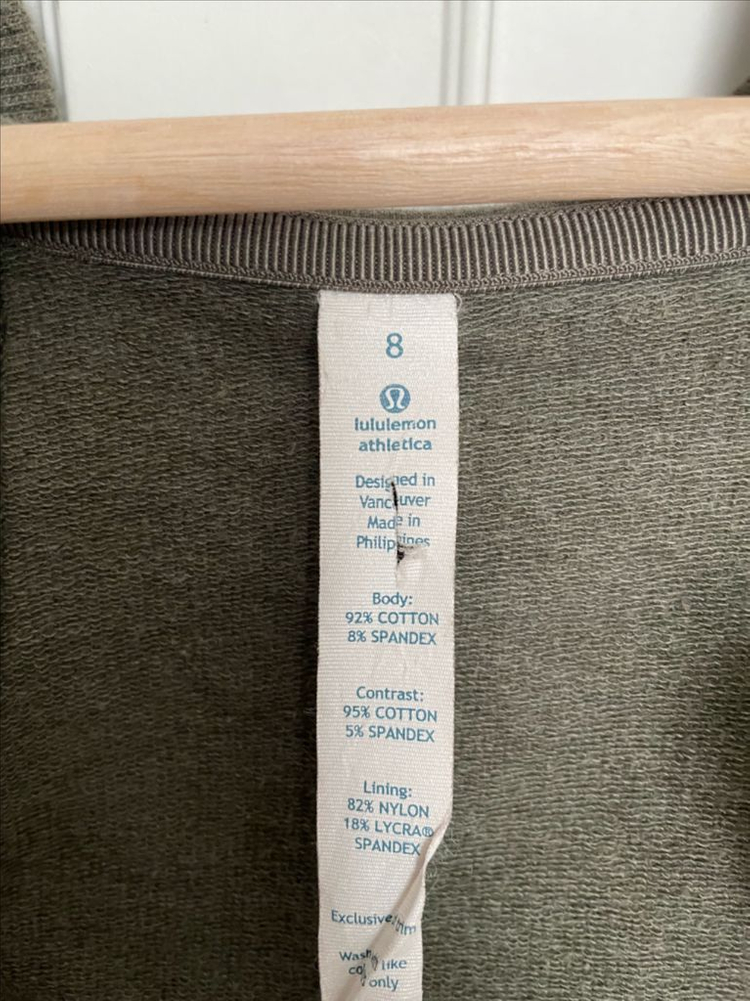 8
lululemon
athletica
Designed in
Vancouver
Made in
Philippines
Body:
92% COTTON
8% SPANDEX
Contrast:
95% COTTON
5% SPANDEX
Lining:
82% NYLON
18% LYCRA®
SPANDEX
Exclusive
Wash
like
only